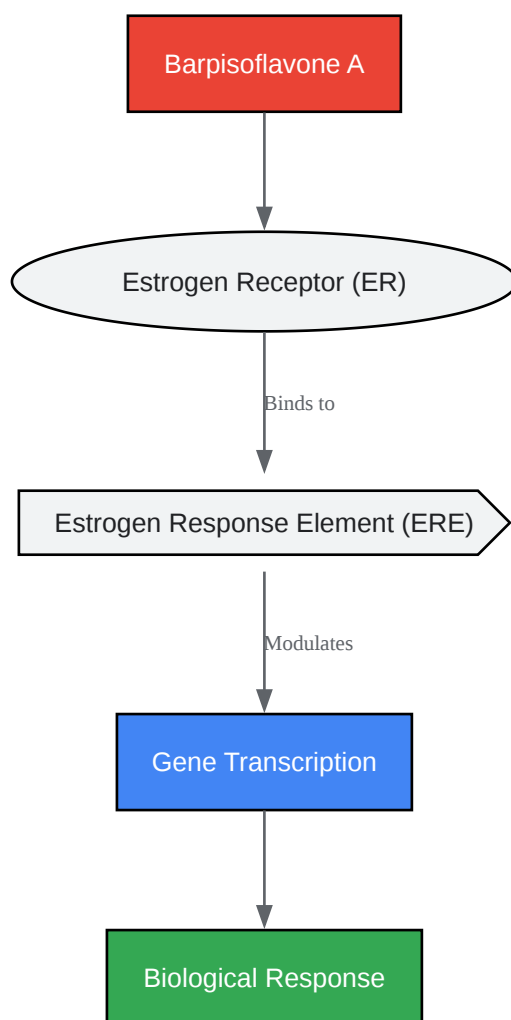 Barpisoflavone A
Estrogen Receptor (ER)
Binds to
Estrogen Response Element (ERE)
Modulates
Gene Transcription
Biological Response